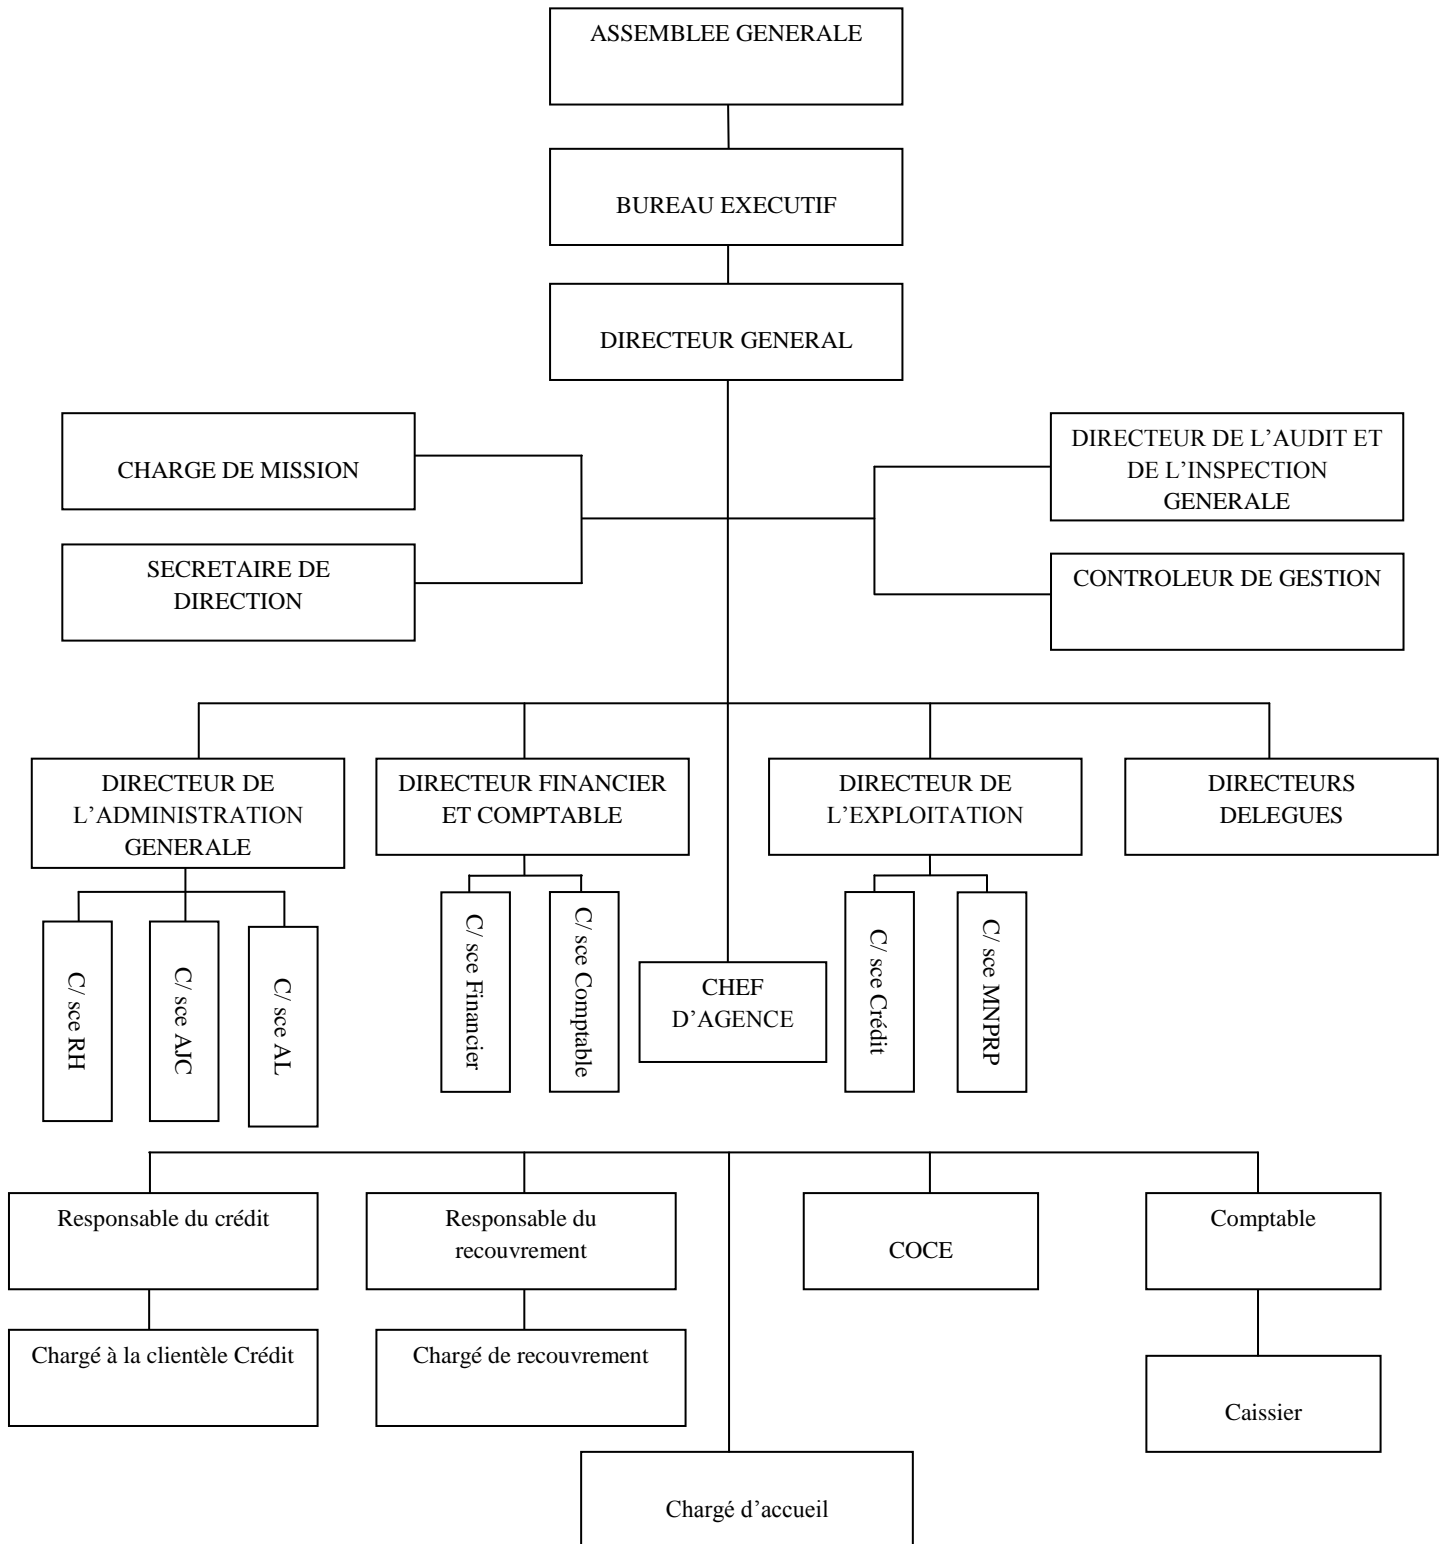 ASSEMBLEE GENERALE
BUREAU EXECUTIF
DIRECTEUR GENERAL
CHARGE DE MISSION
DIRECTEUR DE L’AUDIT ET
DE L’INSPECTION
GENERALE
SECRETAIRE DE
DIRECTION
CONTROLEUR DE GESTION
DIRECTEUR DE
L’ADMINISTRATION
GENERALE
DIRECTEUR FINANCIER
ET COMPTABLE
DIRECTEUR DE
L’EXPLOITATION
DIRECTEURS
DELEGUES
C/ sce RH
C/ sce AJC
C/ sce AL
C/ sce Financier
C/ sce Comptable
CHEF
D’AGENCE
C/ sce Crédit
C/ sce MNPRP
Responsable du crédit
Responsable du
recouvrement
COCE
Comptable
Chargé à la clientèle Crédit
Chargé de recouvrement
Caissier
Chargé d’accueil